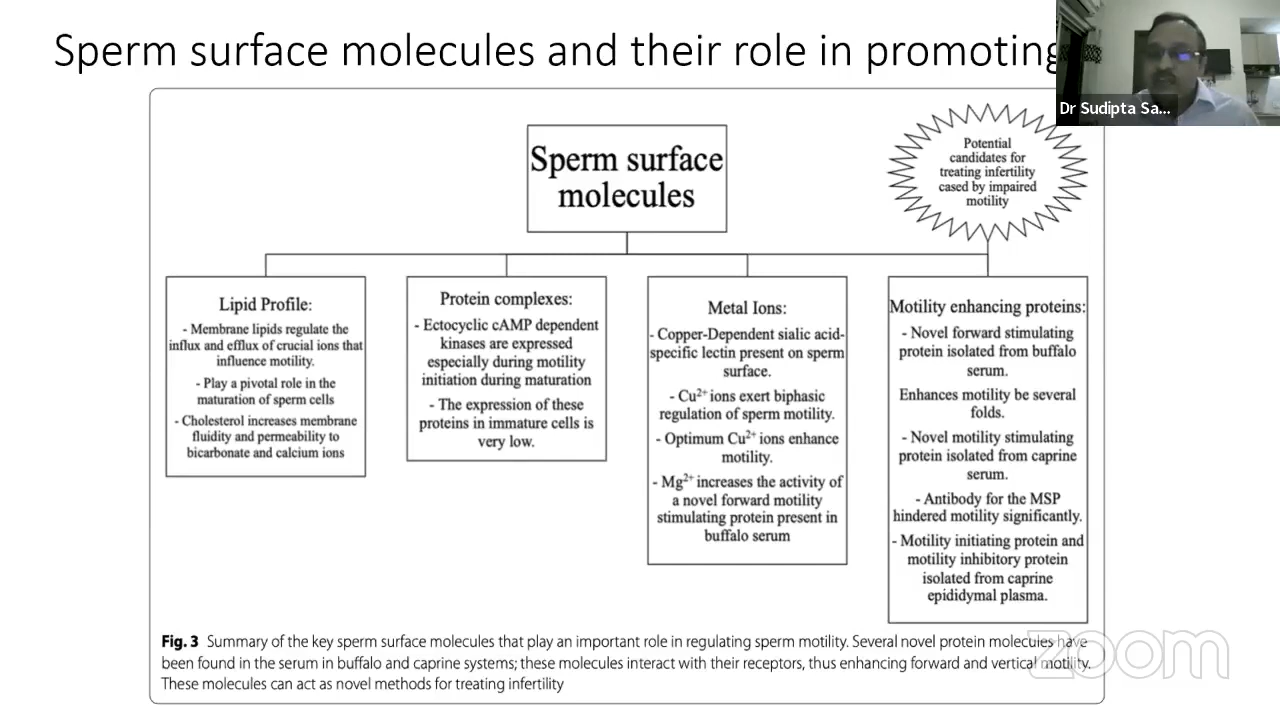 Sperm surface molecules and their role in promoting
Dr Sudipta Sa...
Sperm surface
molecules
Potential
candidates for
treating infertility
cased by impaired
motility
Lipid Profile:
- Membrane lipids regulate the
influx and efflux of crucial ions that
influence motility.
- Play a pivotal role in the
maturation of sperm cells
- Cholesterol increases membrane
fluidity and permeability to
bicarbonate and calcium ions
Protein complexes:
- Ectocyclic cAMP dependent
kinases are expressed
especially during motility
initiation during maturation
- The expression of these
proteins in immature cells is
very low.
Metal Ions:
- Copper-Dependent sialic acid-
specific lectin present on sperm
surface.
- Cu²⁺ ions exert biphasic
regulation of sperm motility.
- Optimum Cu²⁺ ions enhance
motility.
- Mg²⁺ increases the activity of
a novel forward motility
stimulating protein present in
buffalo serum
Motility enhancing proteins:
- Novel forward stimulating
protein isolated from buffalo
serum.
Enhances motility be several
folds.
- Novel motility stimulating
protein isolated from caprine
serum.
- Antibody for the MSP
hindered motility significantly.
- Motility initiating protein and
motility inhibitory protein
isolated from caprine
epididymal plasma.
Fig. 3 Summary of the key sperm surface molecules that play an important role in regulating sperm motility. Several novel protein molecules have
been found in the serum in buffalo and caprine systems; these molecules interact with their receptors, thus enhancing forward and vertical motility.
These molecules can act as novel methods for treating infertility
zoom